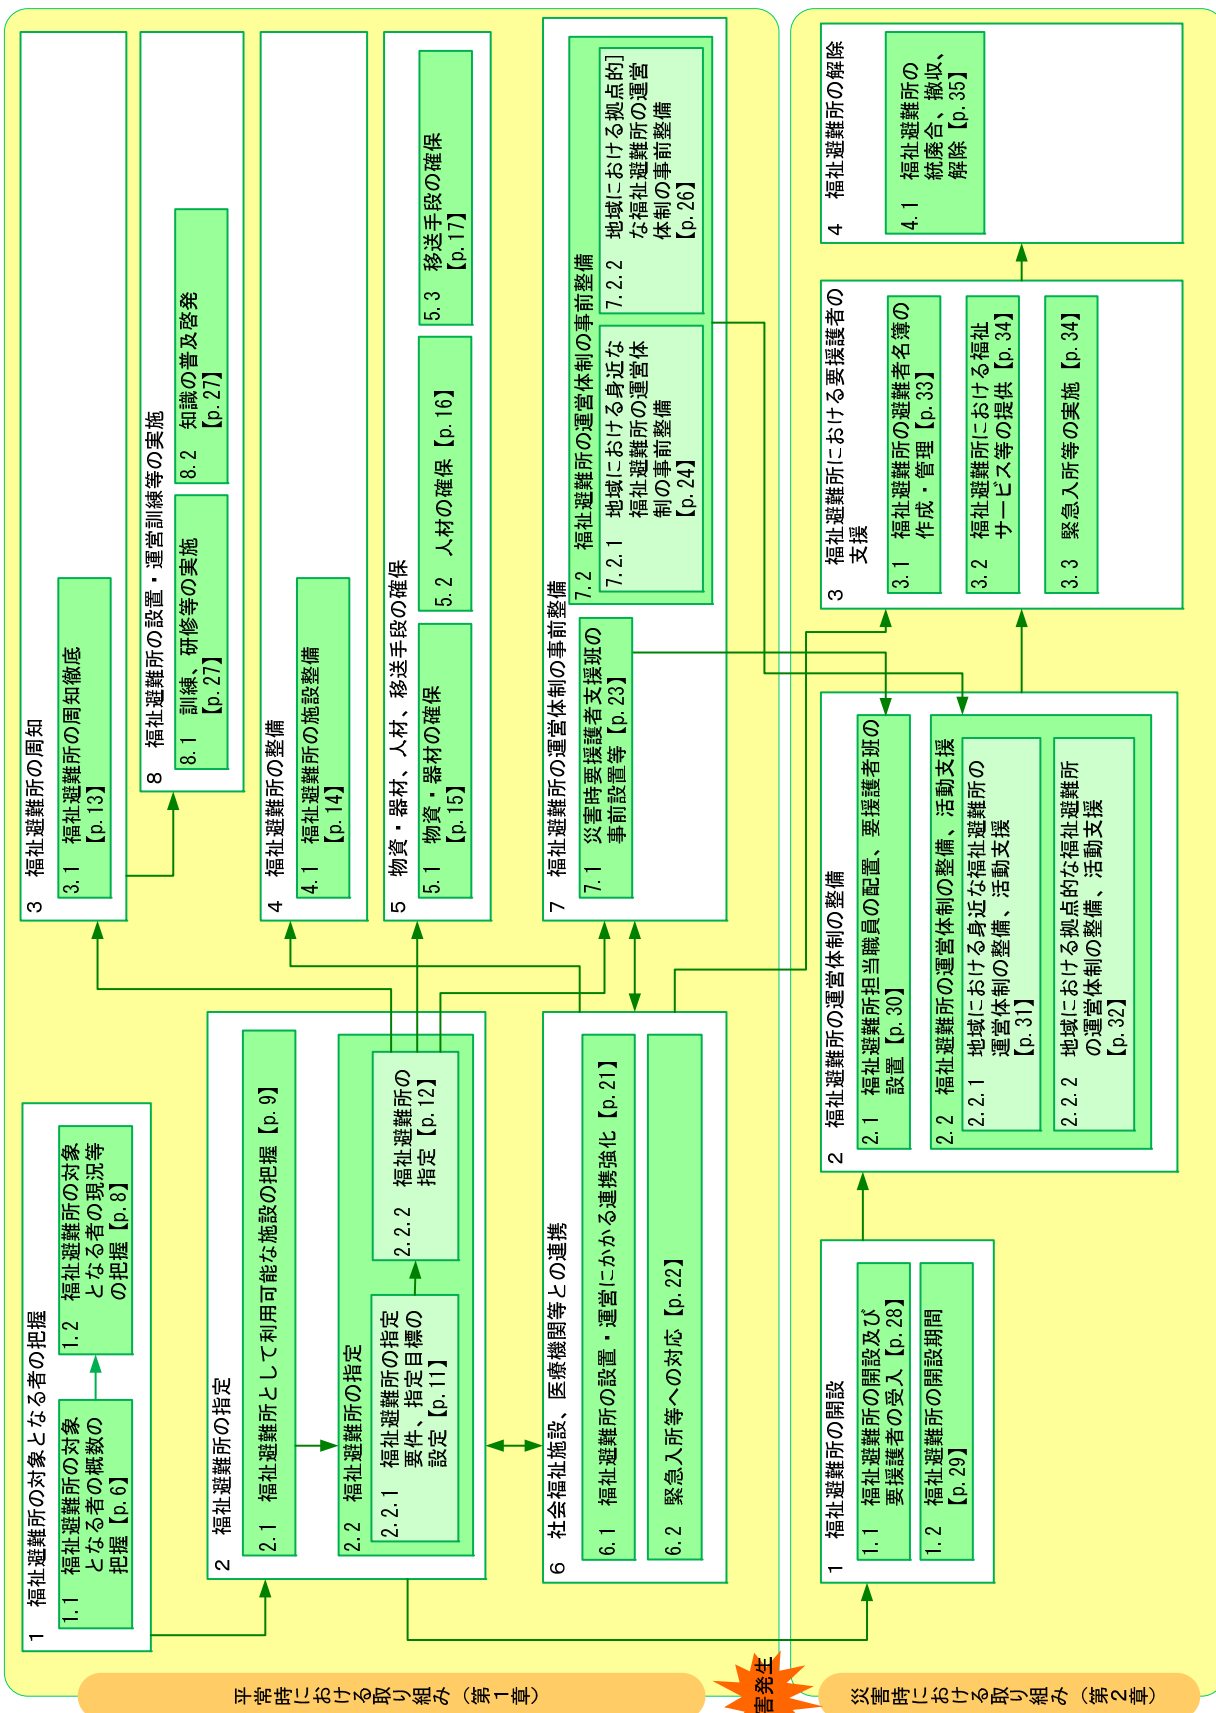 平常時における取り組み（第１章）
1　福祉避難所の対象となる者の把握
1.1　福祉避難所の対象
となる者の概数の
把握【p.6】
1.2　福祉避難所の対象
となる者の現況等
の把握【p.8】
2　福祉避難所の指定
2.1　福祉避難所として利用可能な施設の把握【p.9】
2.2　福祉避難所の指定
2.2.1　福祉避難所の指定
要件、指定目標の
設定【p.11】
2.2.2　福祉避難所の
指定【p.12】
3　福祉避難所の周知
3.1　福祉避難所の周知徹底
【p.13】
8　福祉避難所の設置・運営訓練等の実施
8.1　訓練、研修等の実施
【p.27】
8.2　知識の普及啓発
【p.27】
4　福祉避難所の整備
4.1　福祉避難所の施設整備
【p.14】
5　物資・器材、人材、移送手段の確保
5.1　物資・器材の確保
【p.15】
5.2　人材の確保【p.16】
5.3　移送手段の確保
【p.17】
6　社会福祉施設、医療機関等との連携
6.1　福祉避難所の設置・運営にかかる連携強化【p.21】
6.2　緊急入所等への対応【p.22】
7　福祉避難所の運営体制の事前整備
7.1　災害時要援護者支援班の
事前設置等【p.23】
7.2　福祉避難所の運営体制の事前整備
7.2.1　地域における身近な
福祉避難所の運営体
制の事前整備
【p.24】
7.2.2　地域における拠点的]
な福祉避難所の運営
体制の事前整備
【p.26】
害発生
災害時における取り組み（第２章）
1　福祉避難所の開設
1.1　福祉避難所の開設及び
要援護者の受入【p.28】
1.2　福祉避難所の開設期間
【p.29】
2　福祉避難所の運営体制の整備
2.1　福祉避難所担当職員の配置、要援護者班の
設置【p.30】
2.2　福祉避難所の運営体制の整備、活動支援
2.2.1　地域における身近な福祉避難所の
運営体制の整備、活動支援
【p.31】
2.2.2　地域における拠点的な福祉避難所
の運営体制の整備、活動支援
【p.32】
3　福祉避難所における要援護者の
支援
3.1　福祉避難所の避難者名簿の
作成・管理【p.33】
3.2　福祉避難所における福祉
サービス等の提供【p.34】
3.3　緊急入所等の実施【p.34】
4　福祉避難所の解除
4.1　福祉避難所の
統廃合、撤収、
解除【p.35】